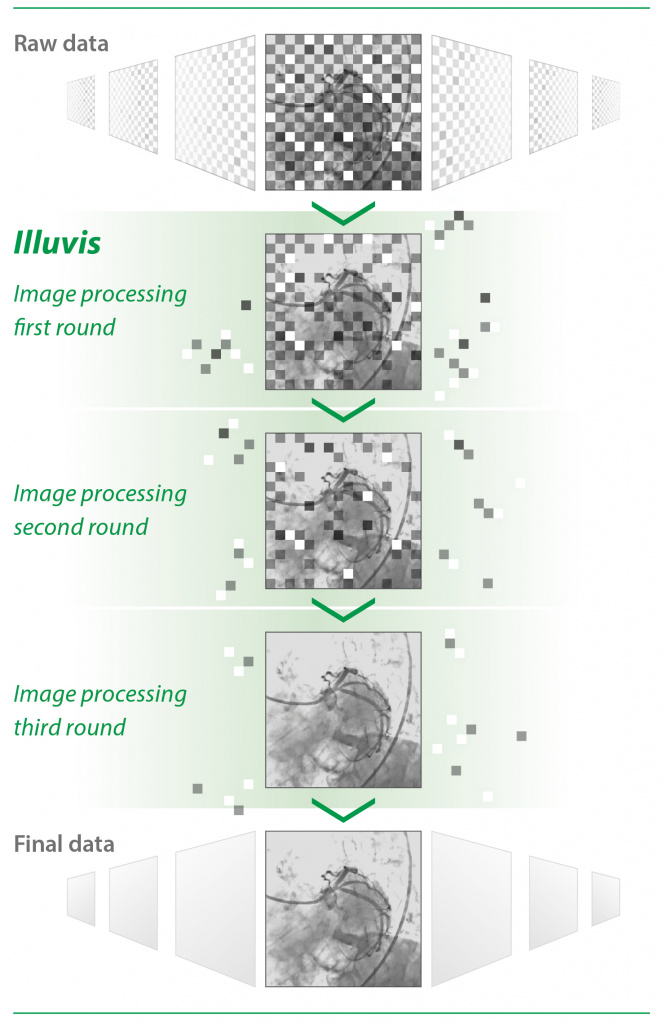 Raw data
Illuvis
Image processing
first round
Image processing
second round
Image processing
third round
Final data